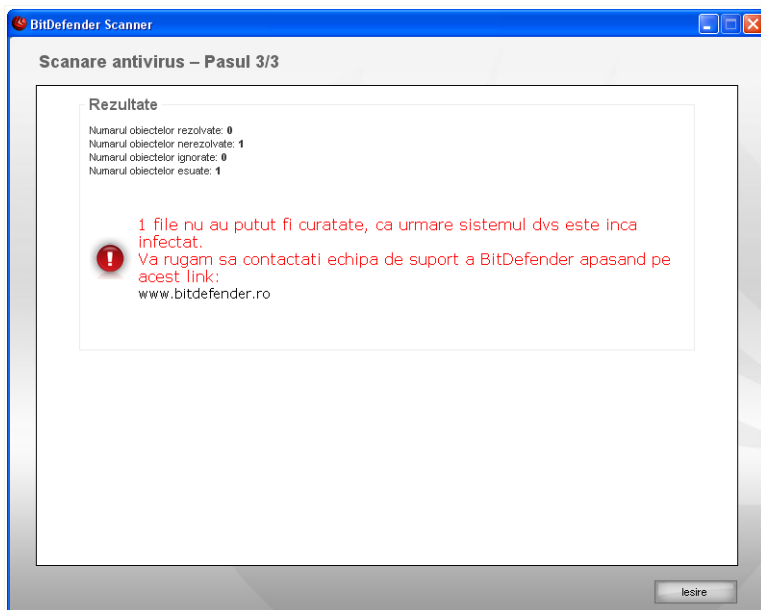 BitDefender Scanner
Scanare antivirus – Pasul 3/3
Rezultate
Numarul obiectelor rezolvate: 0
Numarul obiectelor nerezolvate: 1
Numarul obiectelor ignorate: 0
Numarul obiectelor esuate: 1
1 file nu au putut fi curatate, ca urmare sistemul dvs este inca
infectat.
Va rugam sa contactati echipa de suport a BitDefender apasand pe
acest link:
www.bitdefender.ro
Iesire